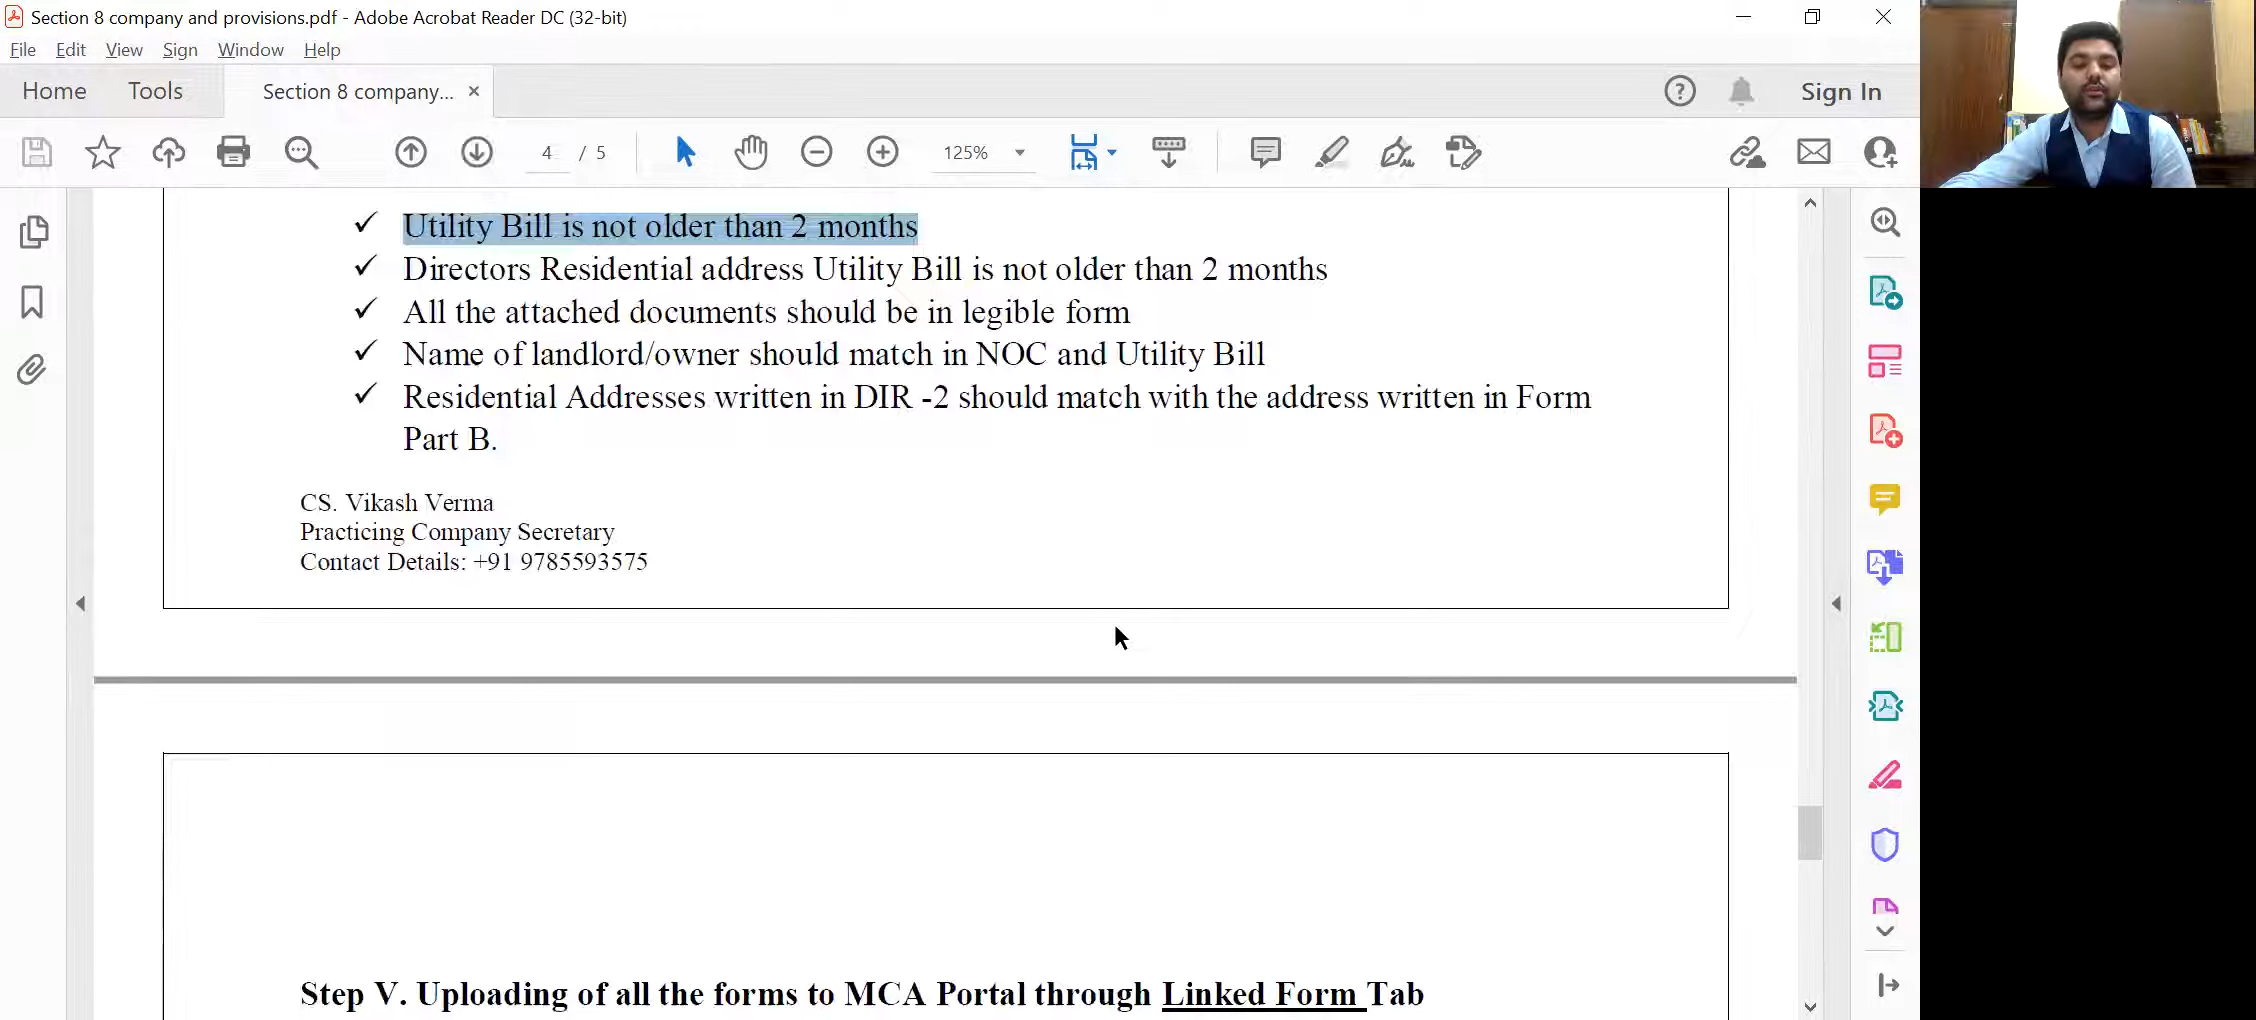 Section 8 company and provisions.pdf - Adobe Acrobat Reader DC (32-bit)
File Edit View Sign Window Help
Home Tools Section 8 company... × Sign In
4 / 5 125%
✓ Utility Bill is not older than 2 months
✓ Directors Residential address Utility Bill is not older than 2 months
✓ All the attached documents should be in legible form
✓ Name of landlord/owner should match in NOC and Utility Bill
✓ Residential Addresses written in DIR -2 should match with the address written in Form
Part B.
CS. Vikash Verma
Practicing Company Secretary
Contact Details: +91 9785593575
Step V. Uploading of all the forms to MCA Portal through Linked Form Tab